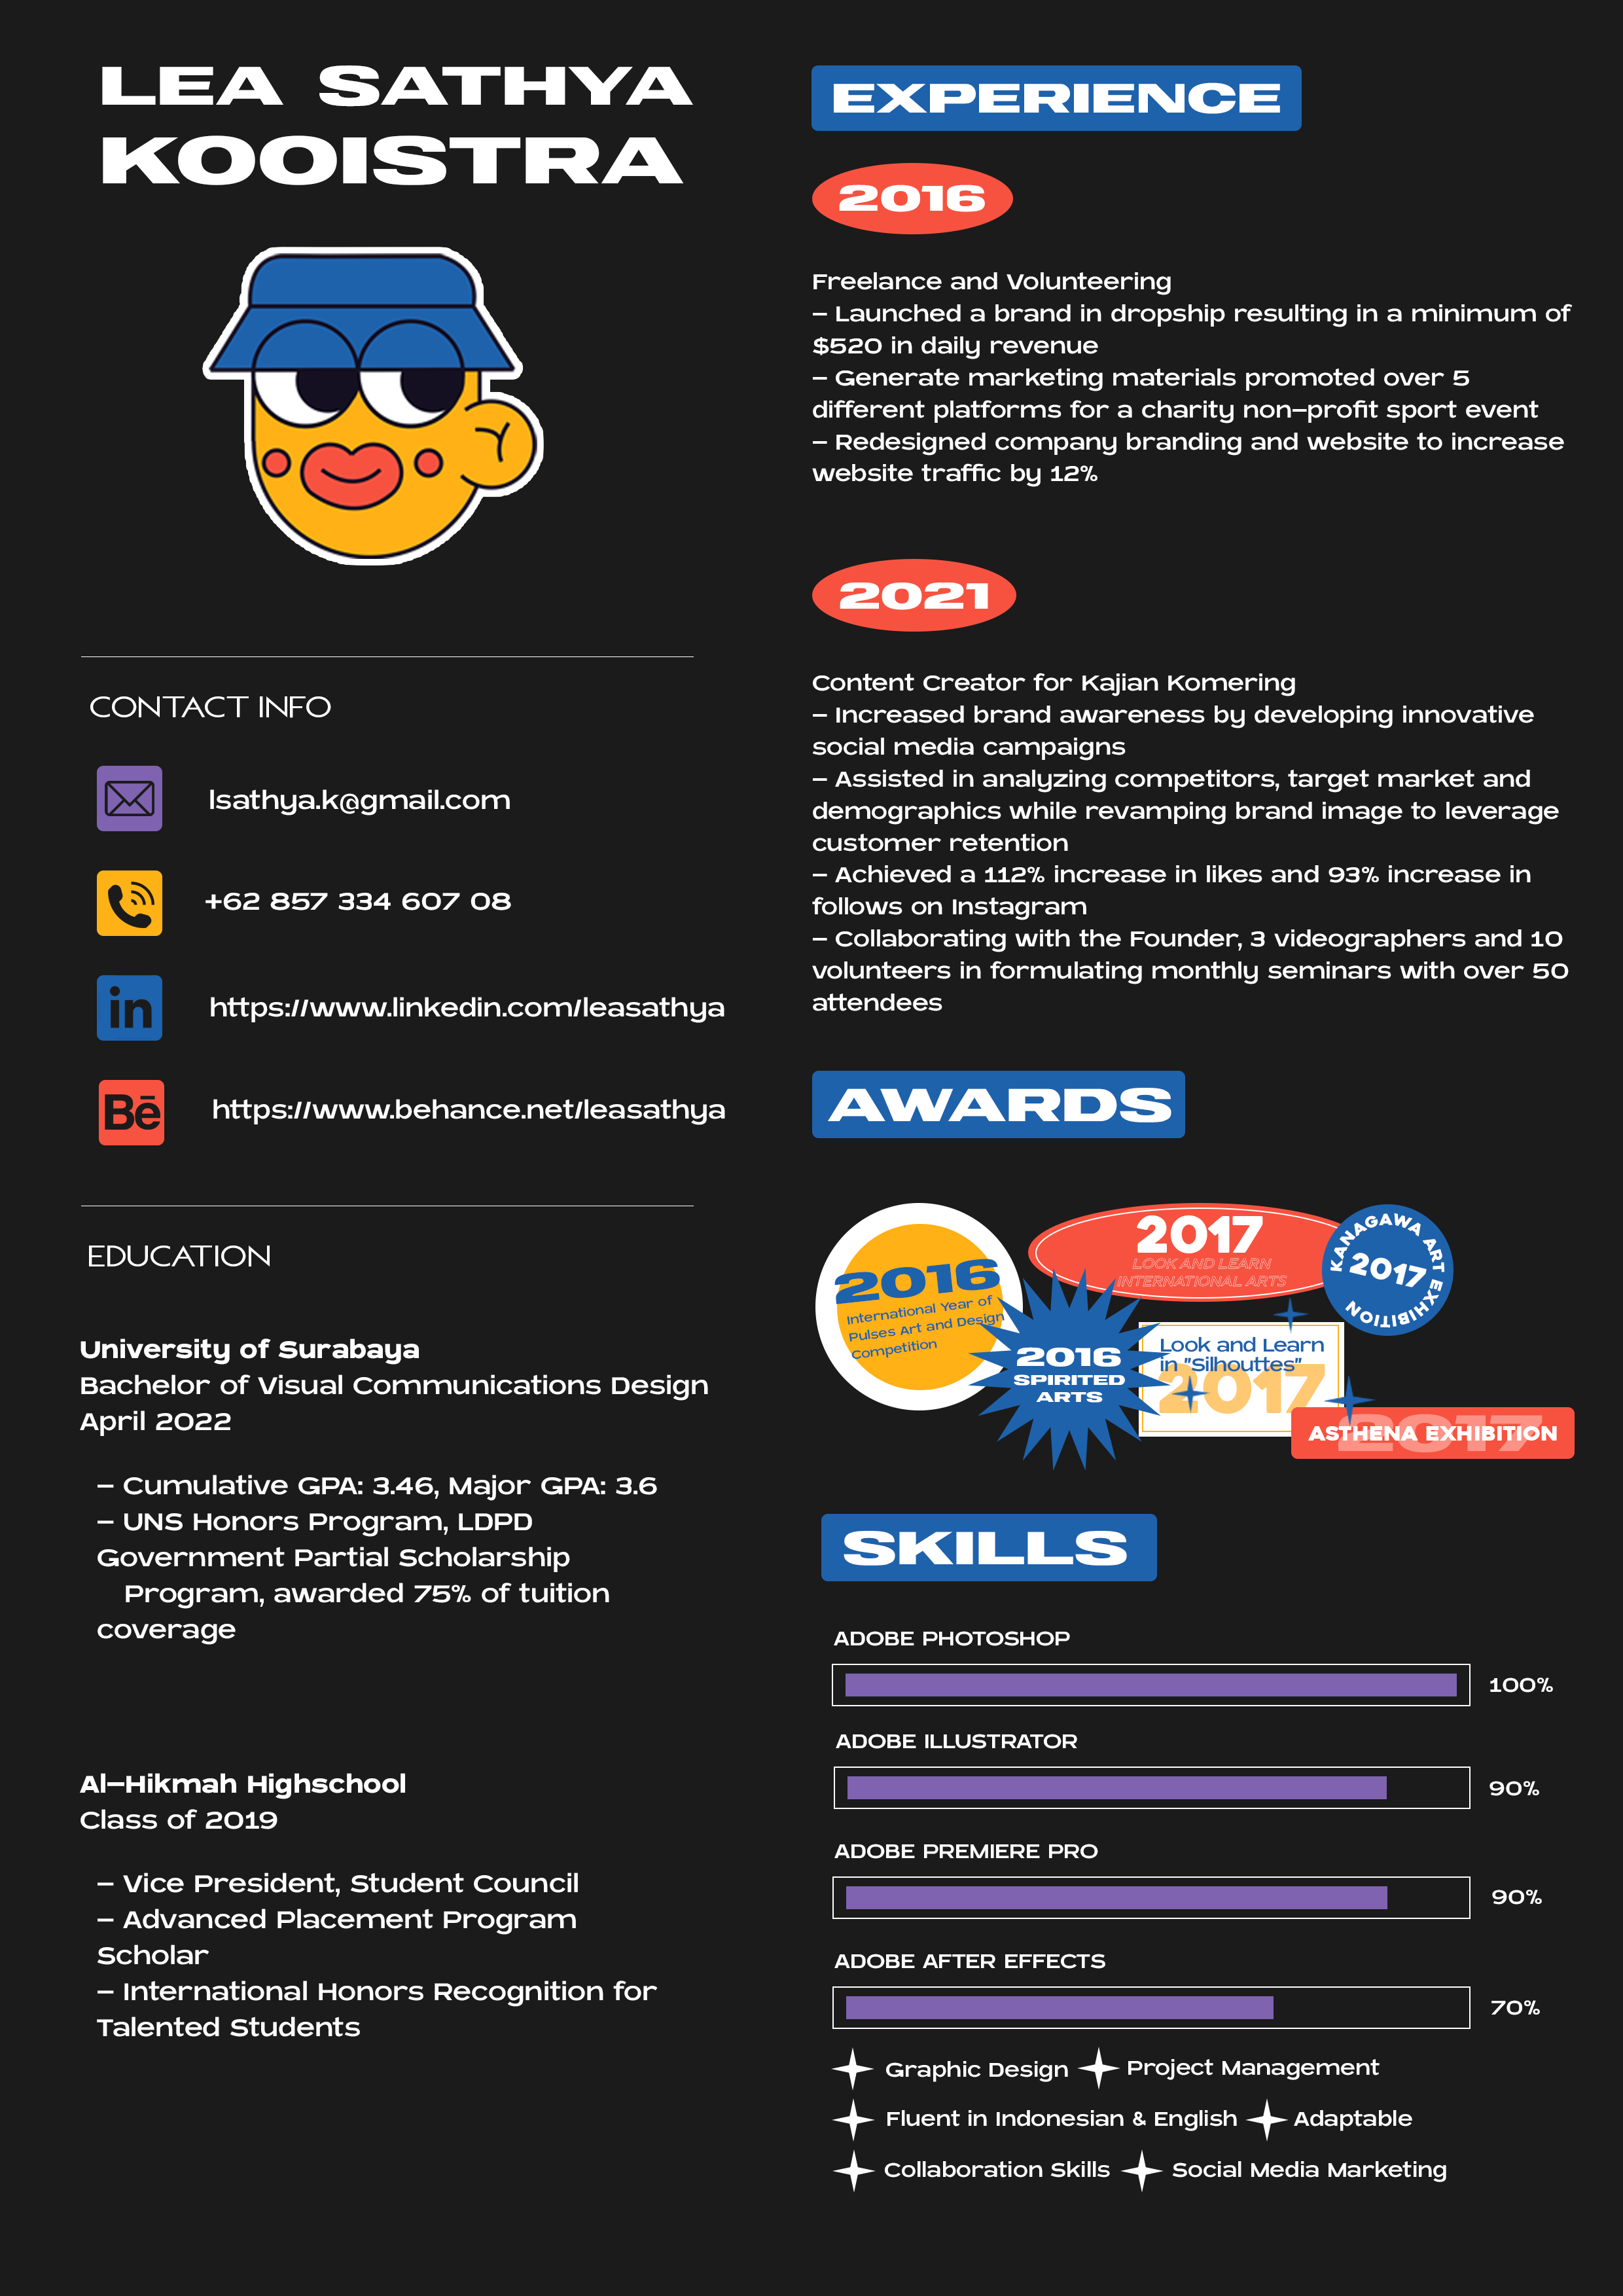 LEA SATHYA
KOOISTRA
CONTACT INFO
lsathya.k@gmail.com
+62 857 334 607 08
in
https://www.linkedin.com/leasathya
Bē
https://www.behance.net/leasathya
EDUCATION
University of Surabaya
Bachelor of Visual Communications Design
April 2022
– Cumulative GPA: 3.46, Major GPA: 3.6
– UNS Honors Program, LDPD
Government Partial Scholarship
Program, awarded 75% of tuition
coverage
Al–Hikmah Highschool
Class of 2019
– Vice President, Student Council
– Advanced Placement Program
Scholar
– International Honors Recognition for
Talented Students
EXPERIENCE
2016
Freelance and Volunteering
– Launched a brand in dropship resulting in a minimum of
$520 in daily revenue
– Generate marketing materials promoted over 5
different platforms for a charity non–profit sport event
– Redesigned company branding and website to increase
website traffic by 12%
2021
Content Creator for Kajian Komering
– Increased brand awareness by developing innovative
social media campaigns
– Assisted in analyzing competitors, target market and
demographics while revamping brand image to leverage
customer retention
– Achieved a 112% increase in likes and 93% increase in
follows on Instagram
– Collaborating with the Founder, 3 videographers and 10
volunteers in formulating monthly seminars with over 50
attendees
AWARDS
2016
International Year of
Pulses Art and Design
Competition
2017
LOOK AND LEARN
INTERNATIONAL ARTS
KANAGAWA ART EXHIBITION
2017
2016
SPIRITED
ARTS
Look and Learn
in "Silhouttes"
2017
2017
ASTHENA EXHIBITION
SKILLS
ADOBE PHOTOSHOP
100%
ADOBE ILLUSTRATOR
90%
ADOBE PREMIERE PRO
90%
ADOBE AFTER EFFECTS
70%
Graphic Design Project Management
Fluent in Indonesian & English Adaptable
Collaboration Skills Social Media Marketing